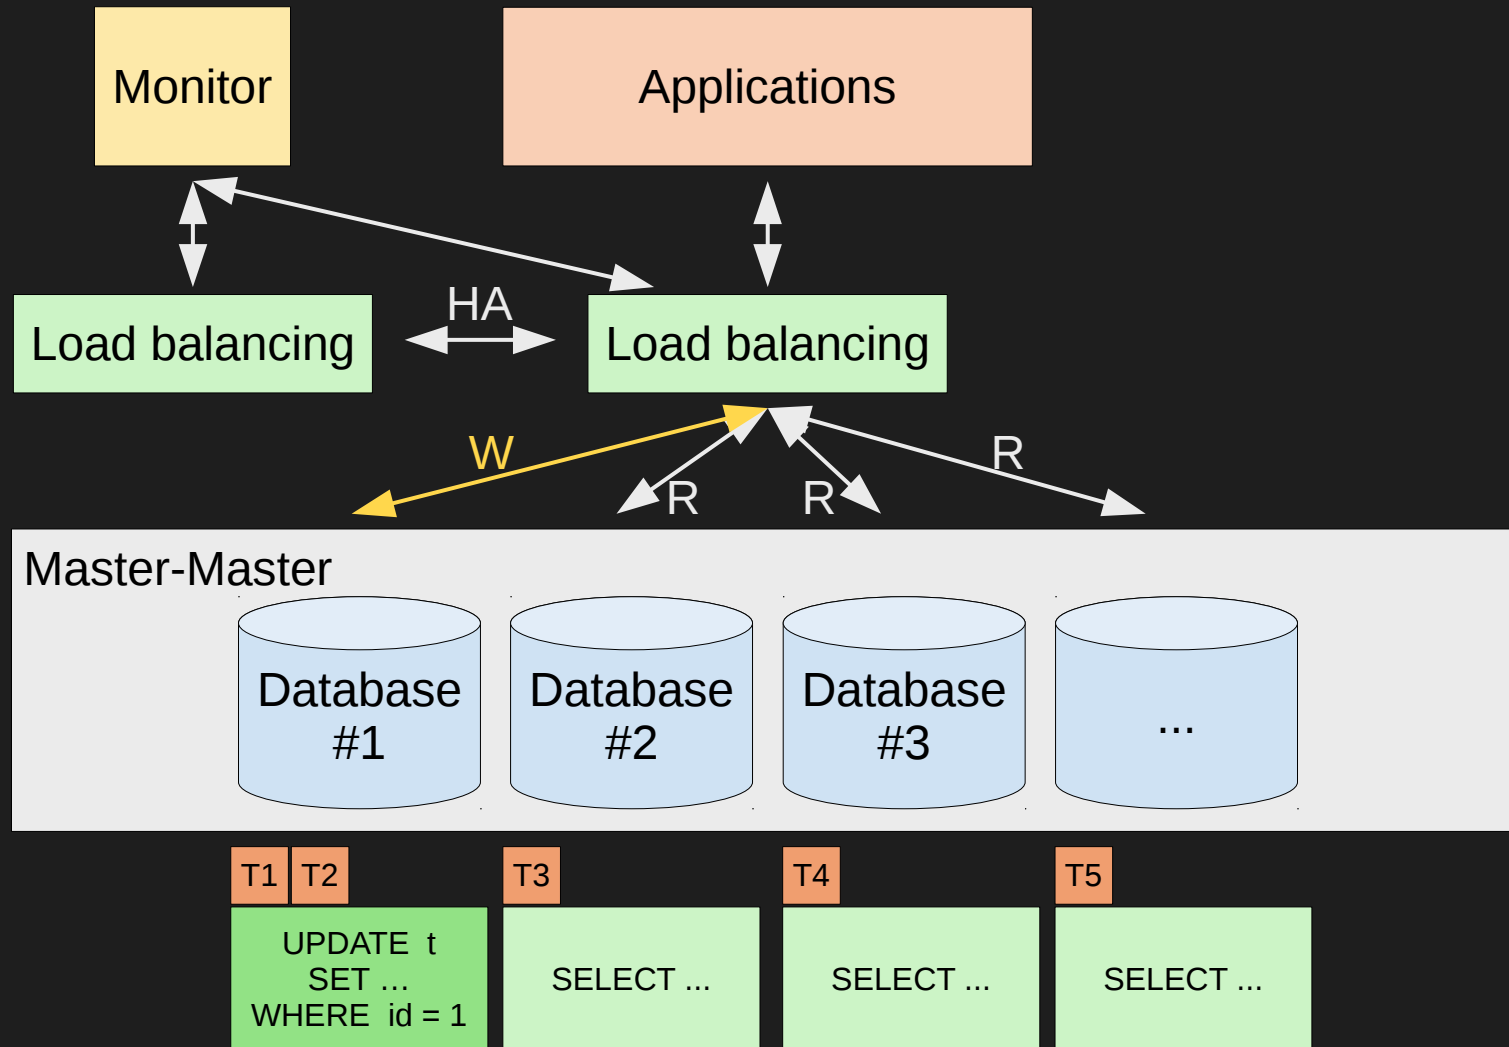 Monitor
Applications
HA
Load balancing
Load balancing
W
R
R
R
Master-Master
Database
#1
Database
#2
Database
#3
...
T1
T2
T3
T4
T5
UPDATE t
SET ...
WHERE id = 1
SELECT ...
SELECT ...
SELECT ...